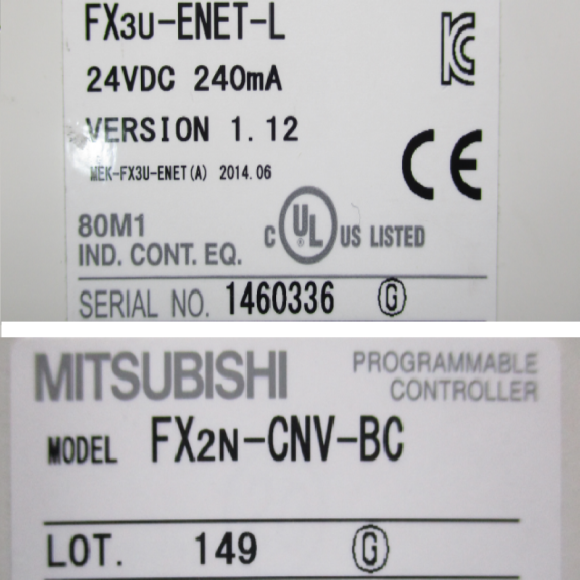 FX3U-ENET-L
24VDC 240mA
VERSION 1.12
MEK-FX3U-ENET(A) 2014.06
80M1
IND. CONT. EQ.
C UL US LISTED
SERIAL NO. 1460336 G
MITSUBISHI
PROGRAMMABLE
CONTROLLER
MODEL FX2N-CNV-BC
LOT. 149 G